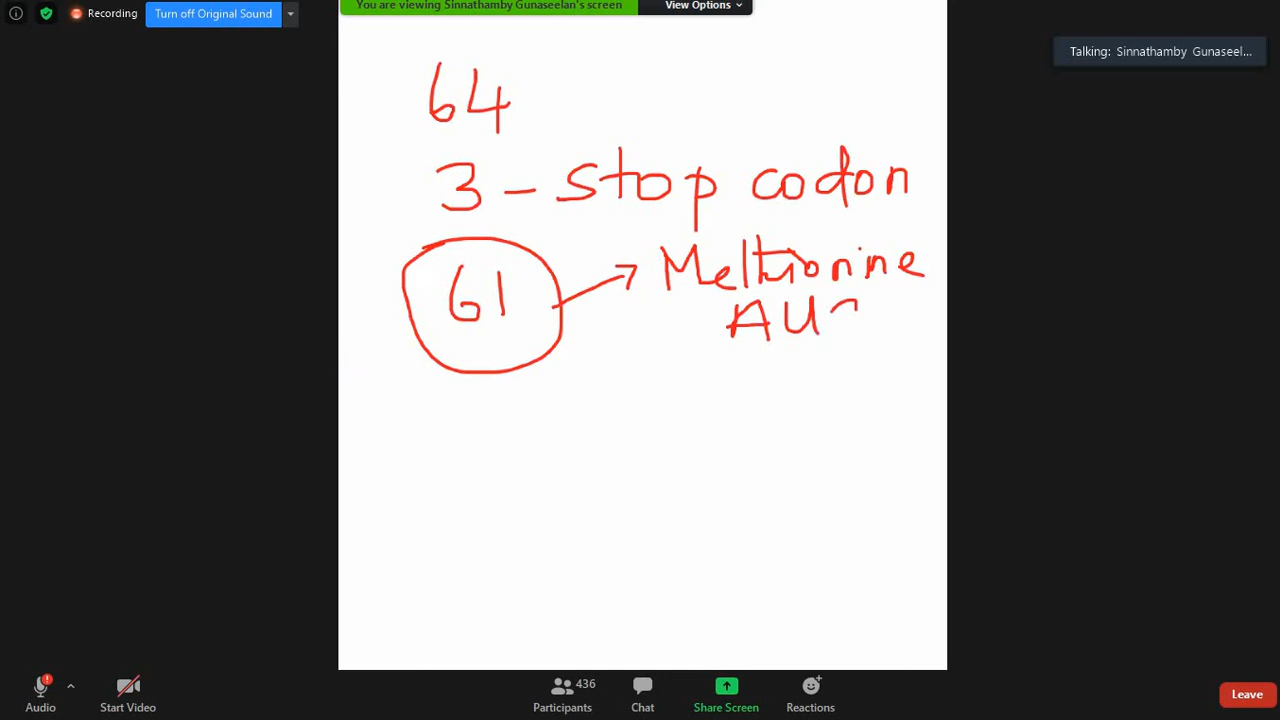 You are viewing Sinnathamby Gunaseelan's screen
View Options
Recording
Turn off Original Sound
Talking: Sinnathamby Gunaseel...
64
3 - stop codon
61 → Methionine
AU
Audio
Start Video
436
Participants
Chat
Share Screen
Reactions
Leave